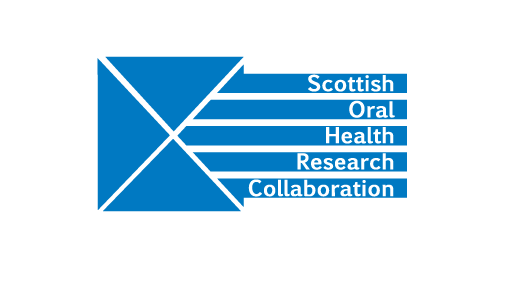 Scottish
Oral
Health
Research
Collaboration